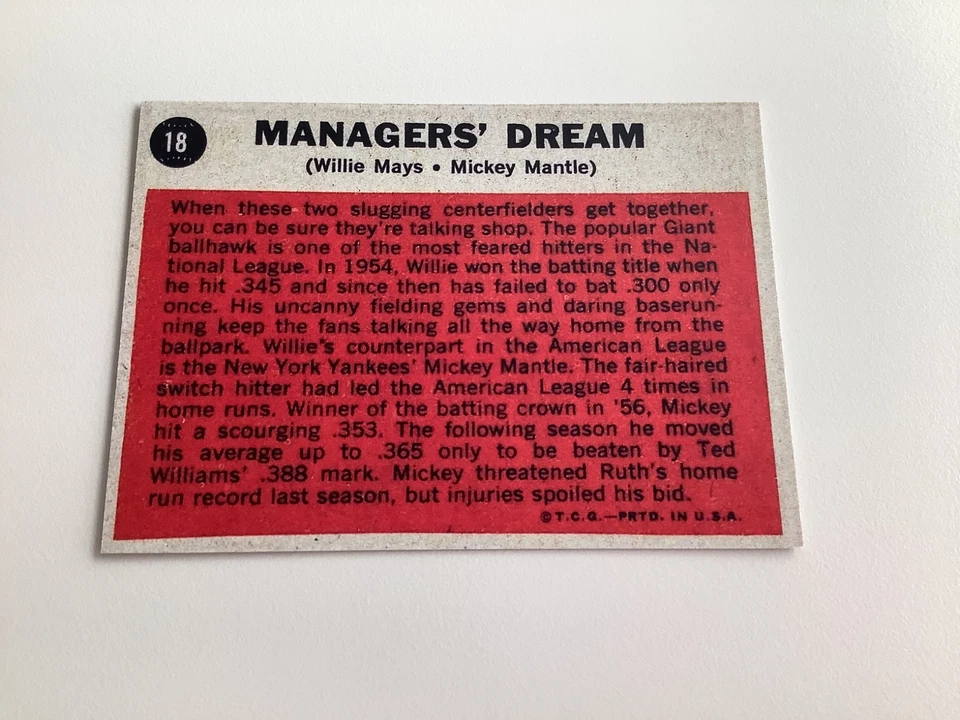 18
MANAGERS' DREAM
(Willie Mays • Mickey Mantle)
When these two slugging centerfielders get together,
you can be sure they're talking shop. The popular Giant
ballhawk is one of the most feared hitters in the Na-
tional League. In 1954, Willie won the batting title when
he hit .345 and since then has failed to bat .300 only
once. His uncanny fielding gems and daring baserun-
ning keep the fans talking all the way home from the
ballpark. Willie's counterpart in the American League
is the New York Yankees' Mickey Mantle. The fair-haired
switch hitter had led the American League 4 times in
home runs. Winner of the batting crown in '56, Mickey
hit a scourging .353. The following season he moved
his average up to .365 only to be beaten by Ted
Williams' .388 mark. Mickey threatened Ruth's home
run record last season, but injuries spoiled his bid.
©T.C.G.—PRTD. IN U.S.A.